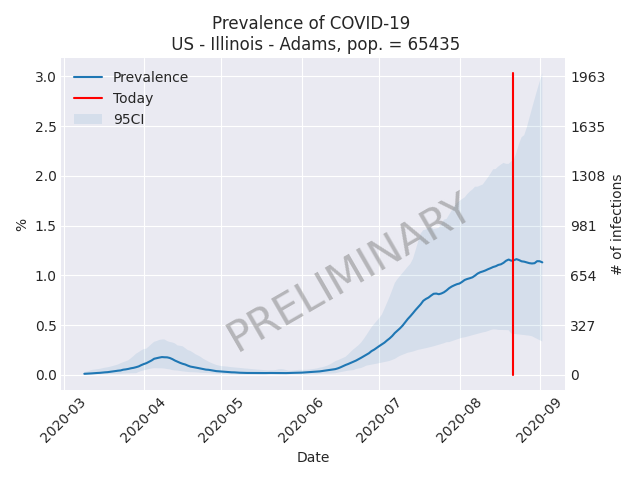 Prevalence of COVID-19
US - Illinois - Adams, pop. = 65435
Prevalence
Today
95CI
3.0
2.5
2.0
1.5
1.0
0.5
0.0
%
1963
1635
1308
981
654
327
0
# of infections
PRELIMINARY
2020-03
2020-04
2020-05
2020-06
2020-07
2020-08
2020-09
Date